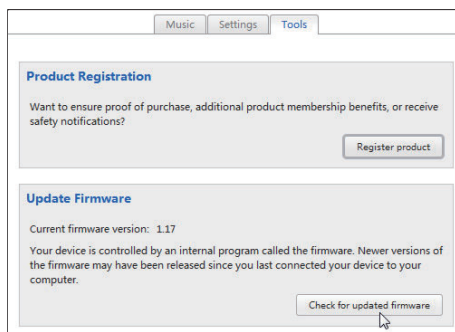 Music Settings Tools
Product Registration
Want to ensure proof of purchase, additional product membership benefits, or receive
safety notifications?
Register product
Update Firmware
Current firmware version: 1.17
Your device is controlled by an internal program called the firmware. Newer versions of
the firmware may have been released since you last connected your device to your
computer.
Check for updated firmware